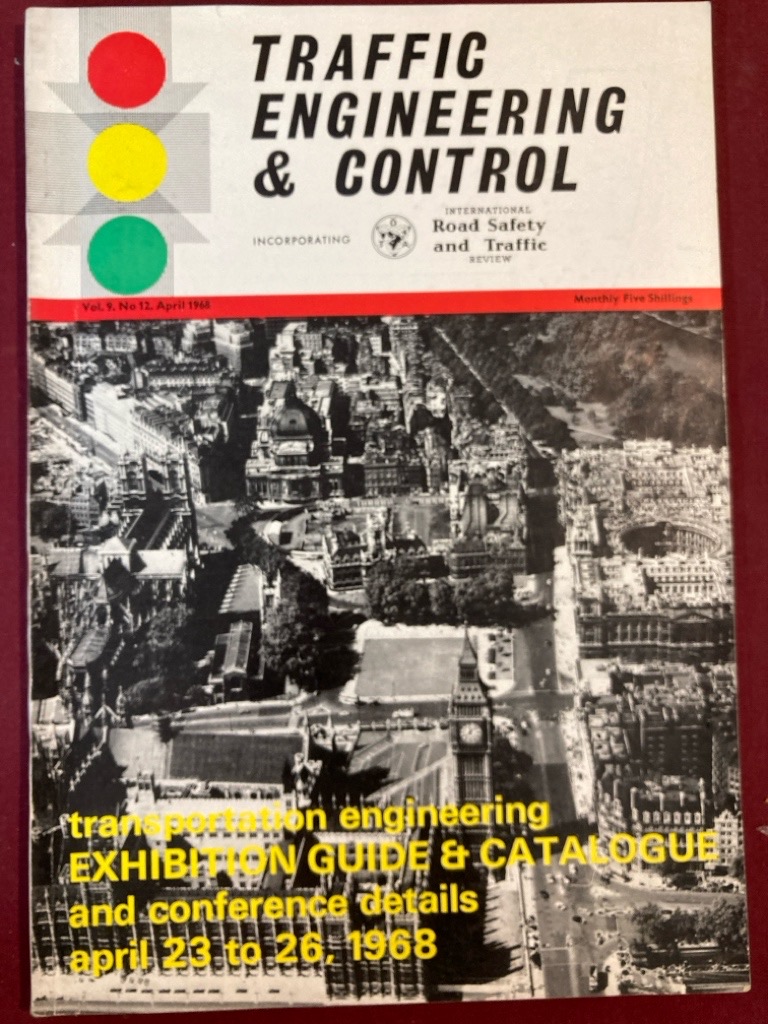 TRAFFIC
ENGINEERING
& CONTROL
INCORPORATING
INTERNATIONAL
Road Safety
and Traffic
REVIEW
Vol. 9. No 12. April 1968
Monthly Five Shillings
transportation engineering
EXHIBITION GUIDE & CATALOGUE
and conference details
april 23 to 26, 1968